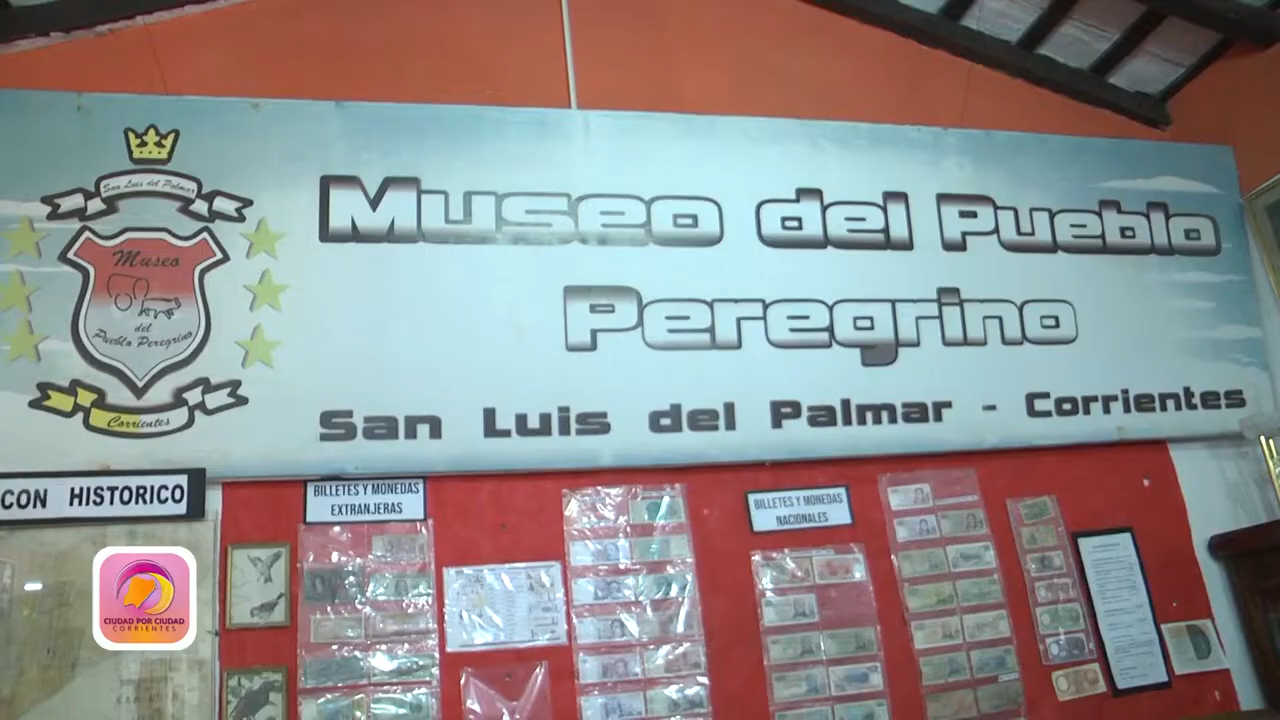 San Luis del Palmar
Museo
del
Pueblo Peregrino
Corrientes
Museo del Pueblo
Peregrino
San Luis del Palmar - Corrientes
CON HISTORICO
BILLETES Y MONEDAS
EXTRANJERAS
BILLETES Y MONEDAS
NACIONALES
CIUDAD POR CIUDAD
CORRIENTES